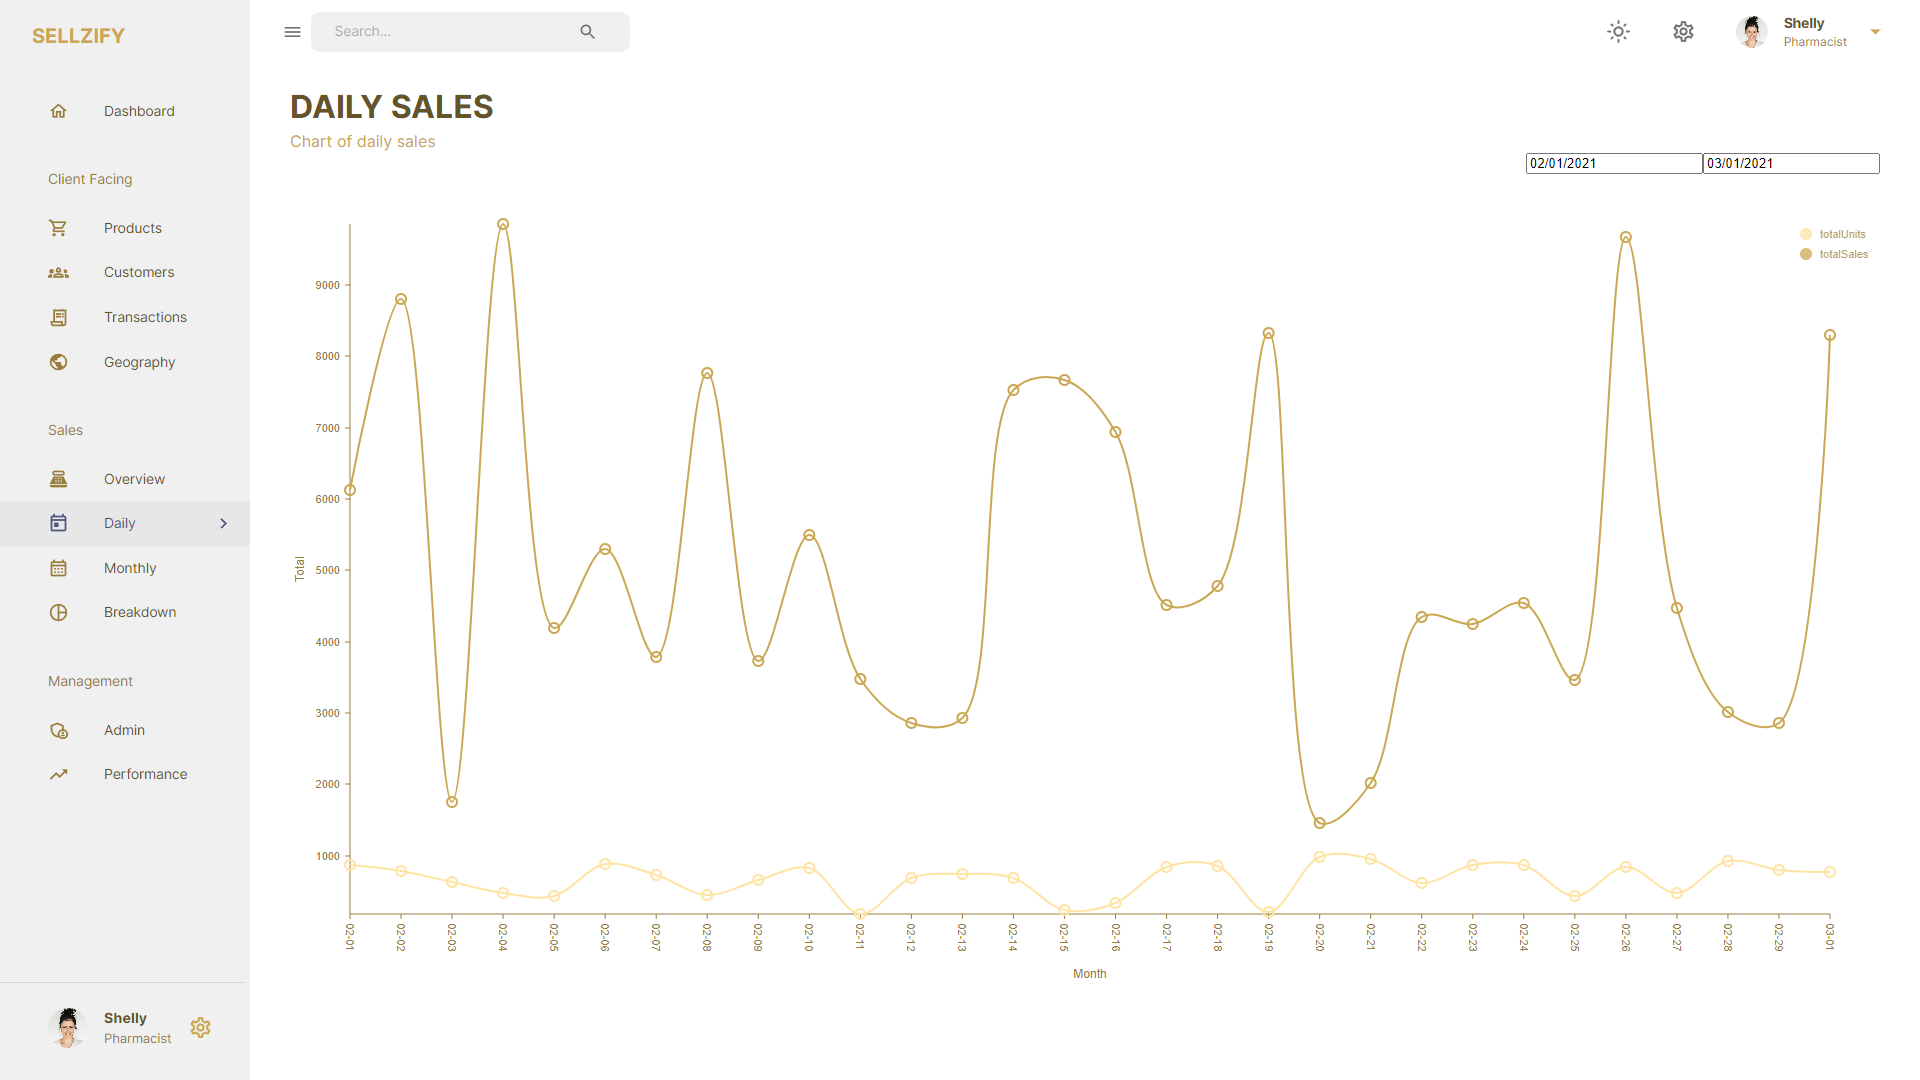 SELLZIFY
Search...
Shelly
Pharmacist
Dashboard
Client Facing
Products
Customers
Transactions
Geography
Sales
Overview
Daily
Monthly
Breakdown
Management
Admin
Performance
Shelly
Pharmacist
DAILY SALES
Chart of daily sales
02/01/2021
03/01/2021
totalUnits
totalSales
9000
8000
7000
6000
5000
4000
3000
2000
1000
Total
02-01
02-02
02-03
02-04
02-05
02-06
02-07
02-08
02-09
02-10
02-11
02-12
02-13
02-14
02-15
02-16
02-17
02-18
02-19
02-20
02-21
02-22
02-23
02-24
02-25
02-26
02-27
02-28
02-29
03-01
Month